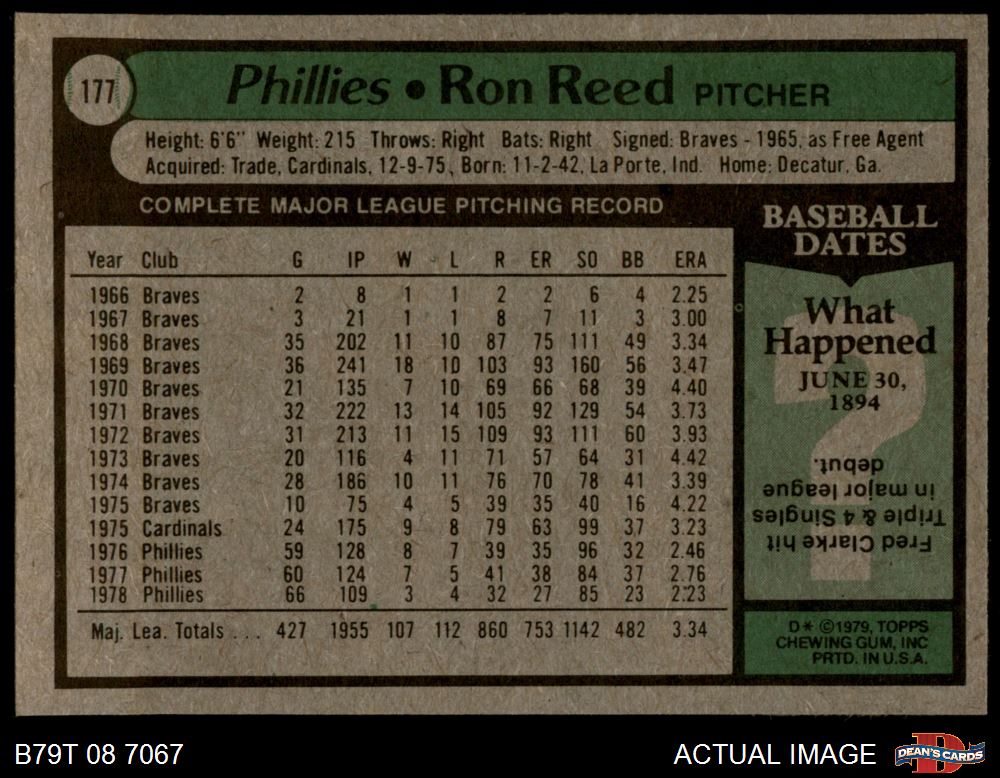 177
Phillies • Ron Reed PITCHER
Height: 6'6" Weight: 215 Throws: Right Bats: Right Signed: Braves - 1965, as Free Agent
Acquired: Trade, Cardinals, 12-9-75, Born: 11-2-42, La Porte, Ind. Home: Decatur, Ga.
COMPLETE MAJOR LEAGUE PITCHING RECORD
Year Club G IP W L R ER SO BB ERA
1966 Braves 2 8 1 1 2 2 6 4 2.25
1967 Braves 3 21 1 1 8 7 11 3 3.00
1968 Braves 35 202 11 10 87 75 111 49 3.34
1969 Braves 36 241 18 10 103 93 160 56 3.47
1970 Braves 21 135 7 10 69 66 68 39 4.40
1971 Braves 32 222 13 14 105 92 129 54 3.73
1972 Braves 31 213 11 15 109 93 111 60 3.93
1973 Braves 20 116 4 11 71 57 64 31 4.42
1974 Braves 28 186 10 11 76 70 78 41 3.39
1975 Braves 10 75 4 5 39 35 40 16 4.22
1975 Cardinals 24 175 9 8 79 63 99 37 3.23
1976 Phillies 59 128 8 7 39 35 96 32 2.46
1977 Phillies 60 124 7 5 41 38 84 37 2.76
1978 Phillies 66 109 3 4 32 27 85 23 2.23
Maj. Lea. Totals . . . 427 1955 107 112 860 753 1142 482 3.34
BASEBALL
DATES
What
Happened
JUNE 30,
1894
?
Fred Clarke hit
Triple & 4 Singles
in major league
debut.
D* ©1979, TOPPS
CHEWING GUM, INC
PRTD. IN U.S.A.
B79T 08 7067
ACTUAL IMAGE
D
DEAN'S CARDS